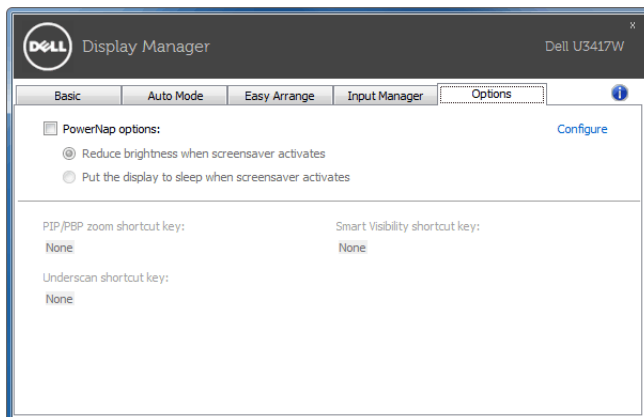 DELL Display Manager
Dell U3417W
x
Basic
Auto Mode
Easy Arrange
Input Manager
Options
i
PowerNap options:
Configure
Reduce brightness when screensaver activates
Put the display to sleep when screensaver activates
PIP/PBP zoom shortcut key:
Smart Visibility shortcut key:
None
None
Underscan shortcut key:
None